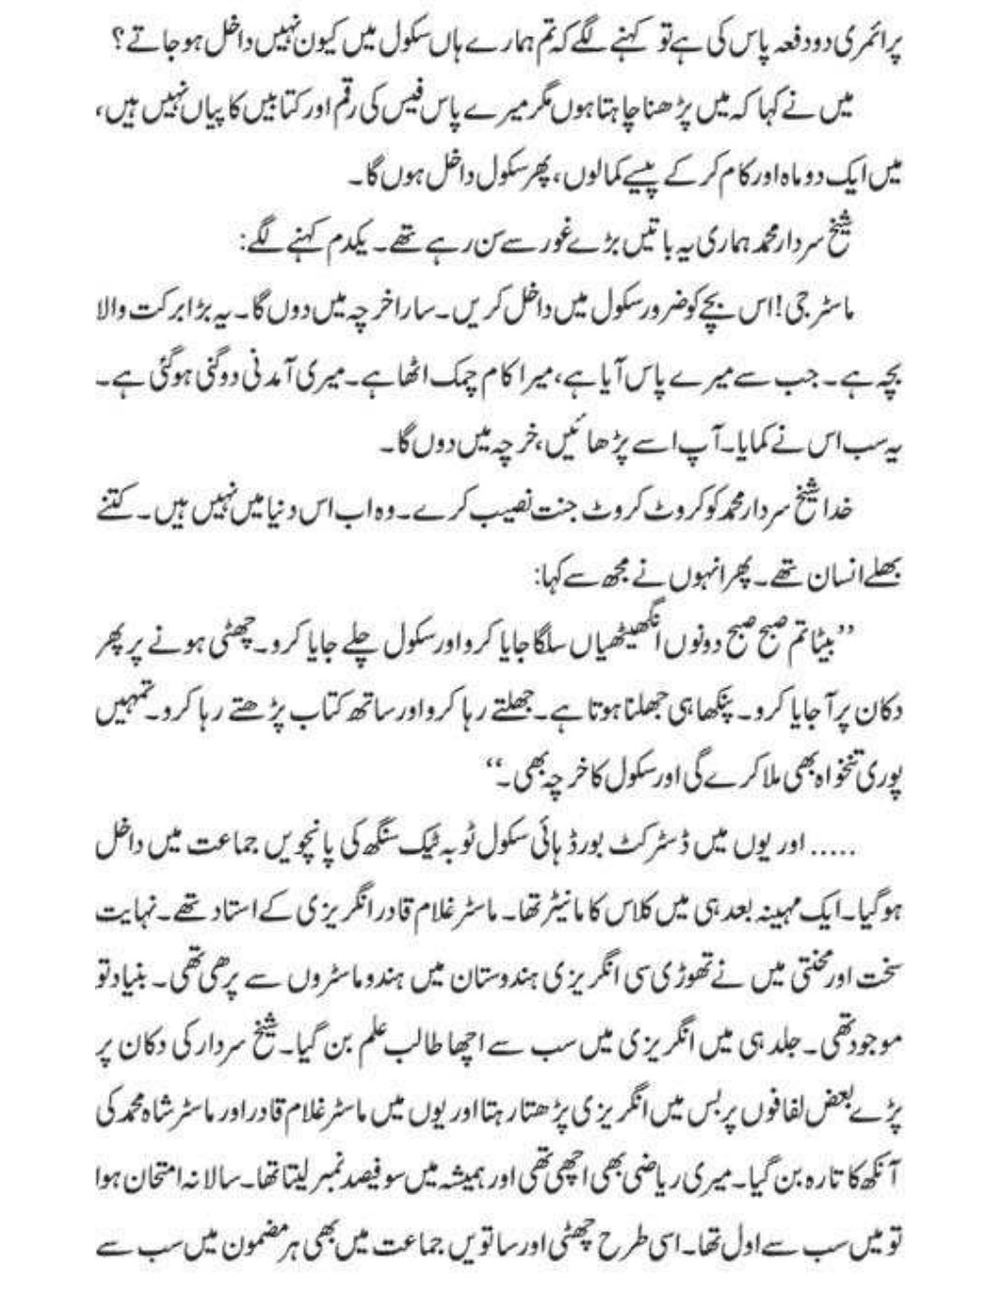 پرائمری دو دفعہ پاس کی ہے تو کہنے لگے کہ تم ہمارے ہاں سکول میں کیوں نہیں داخل ہو جاتے؟
میں نے کہا کہ میں پڑھنا چاہتا ہوں مگر میرے پاس فیس کی رقم اور کتابیں کاپیاں نہیں ہیں،
میں ایک دو ماہ اور کام کر کے پیسے کما لوں، پھر سکول داخل ہوں گا۔
شیخ سردار محمد ہماری یہ باتیں بڑے غور سے سن رہے تھے۔ یکدم کہنے لگے:
ماسٹر جی! اس بچے کو ضرور سکول میں داخل کریں۔ سارا خرچہ میں دوں گا۔ یہ بڑا برکت والا
بچہ ہے۔ جب سے میرے پاس آیا ہے، میرا کام چمک اٹھا ہے۔ میری آمدنی دوگنی ہو گئی ہے۔
یہ سب اس نے کمایا۔ آپ اسے پڑھائیں، خرچہ میں دوں گا۔
خدا شیخ سردار محمد کو کروٹ کروٹ جنت نصیب کرے۔ وہ اب اس دنیا میں نہیں ہیں۔ کتنے
بھلے انسان تھے۔ پھر انہوں نے مجھ سے کہا:
’’بیٹا تم صبح صبح دونوں انگیٹھیاں سلگا جایا کرو اور سکول چلے جایا کرو۔ چھٹی ہونے پر پھر
دکان پر آ جایا کرو۔ پنکھا ہی جھلنا ہوتا ہے۔ جھلتے رہا کرو اور ساتھ کتاب پڑھتے رہا کرو۔ تمہیں
پوری تنخواہ بھی ملا کرے گی اور سکول کا خرچہ بھی۔‘‘
..... اور یوں میں ڈسٹرکٹ بورڈ ہائی سکول ٹوبہ ٹیک سنگھ کی پانچویں جماعت میں داخل
ہو گیا۔ ایک مہینہ بعد ہی میں کلاس کا مانیٹر تھا۔ ماسٹر غلام قادر انگریزی کے استاد تھے۔ نہایت
سخت اور محنتی میں نے تھوڑی سی انگریزی ہندوستان میں ہندو ماسٹروں سے پرھی تھی۔ بنیاد تو
موجود تھی۔ جلد ہی میں انگریزی میں سب سے اچھا طالب علم بن گیا۔ شیخ سردار کی دکان پر
پڑے بعض لفافوں پر بس میں انگریزی پڑھتا رہتا اور یوں میں ماسٹر غلام قادر اور ماسٹر شاہ محمد کی
آنکھ کا تارہ بن گیا۔ میری ریاضی بھی اچھی تھی اور ہمیشہ میں سو فیصد نمبر لیتا تھا۔ سالانہ امتحان ہوا
تو میں سب سے اول تھا۔ اسی طرح چھٹی اور ساتویں جماعت میں بھی ہر مضمون میں سب سے